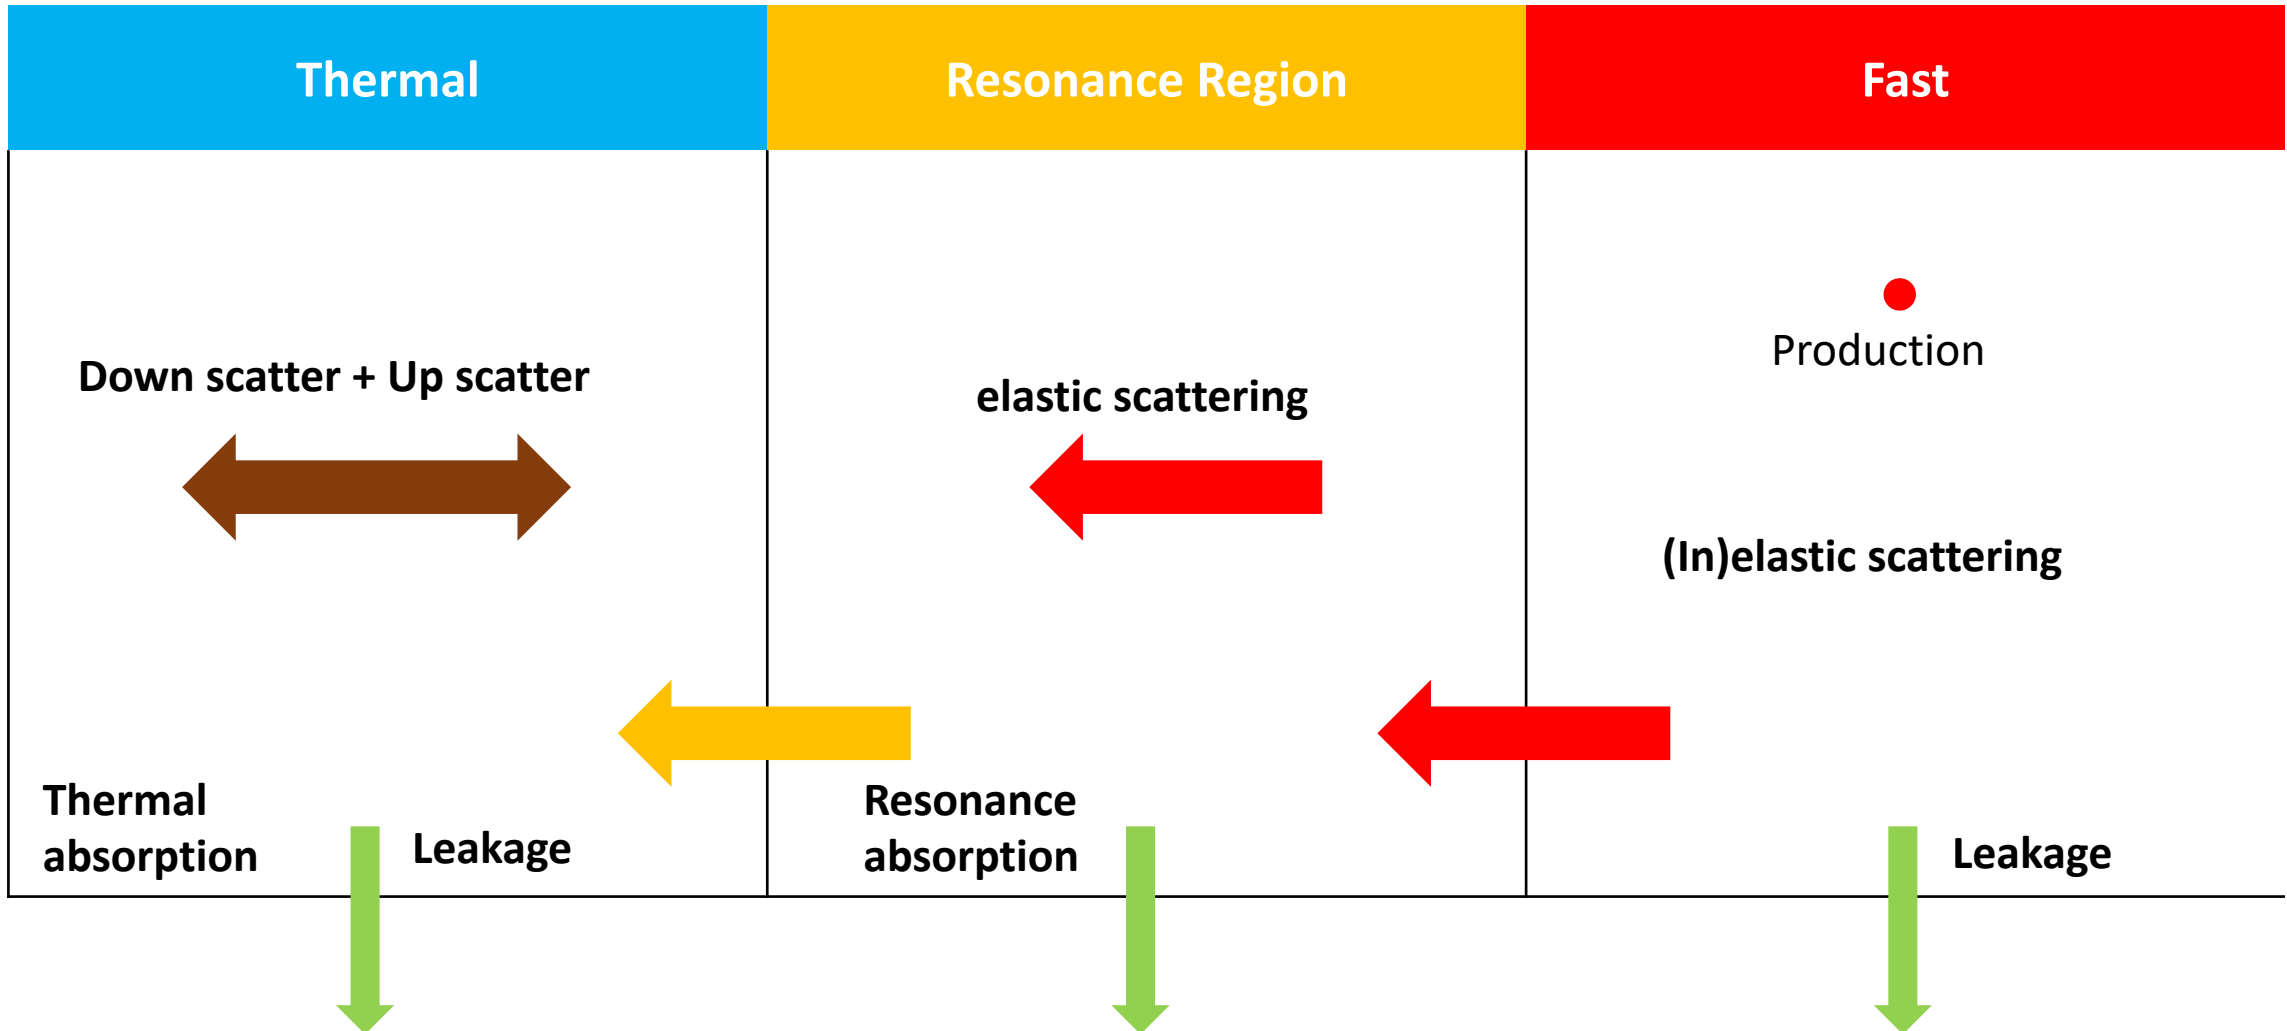 Thermal
Resonance Region
Fast
Production
Down scatter + Up scatter
elastic scattering
(In)elastic scattering
Thermal
absorption
Leakage
Resonance
absorption
Leakage